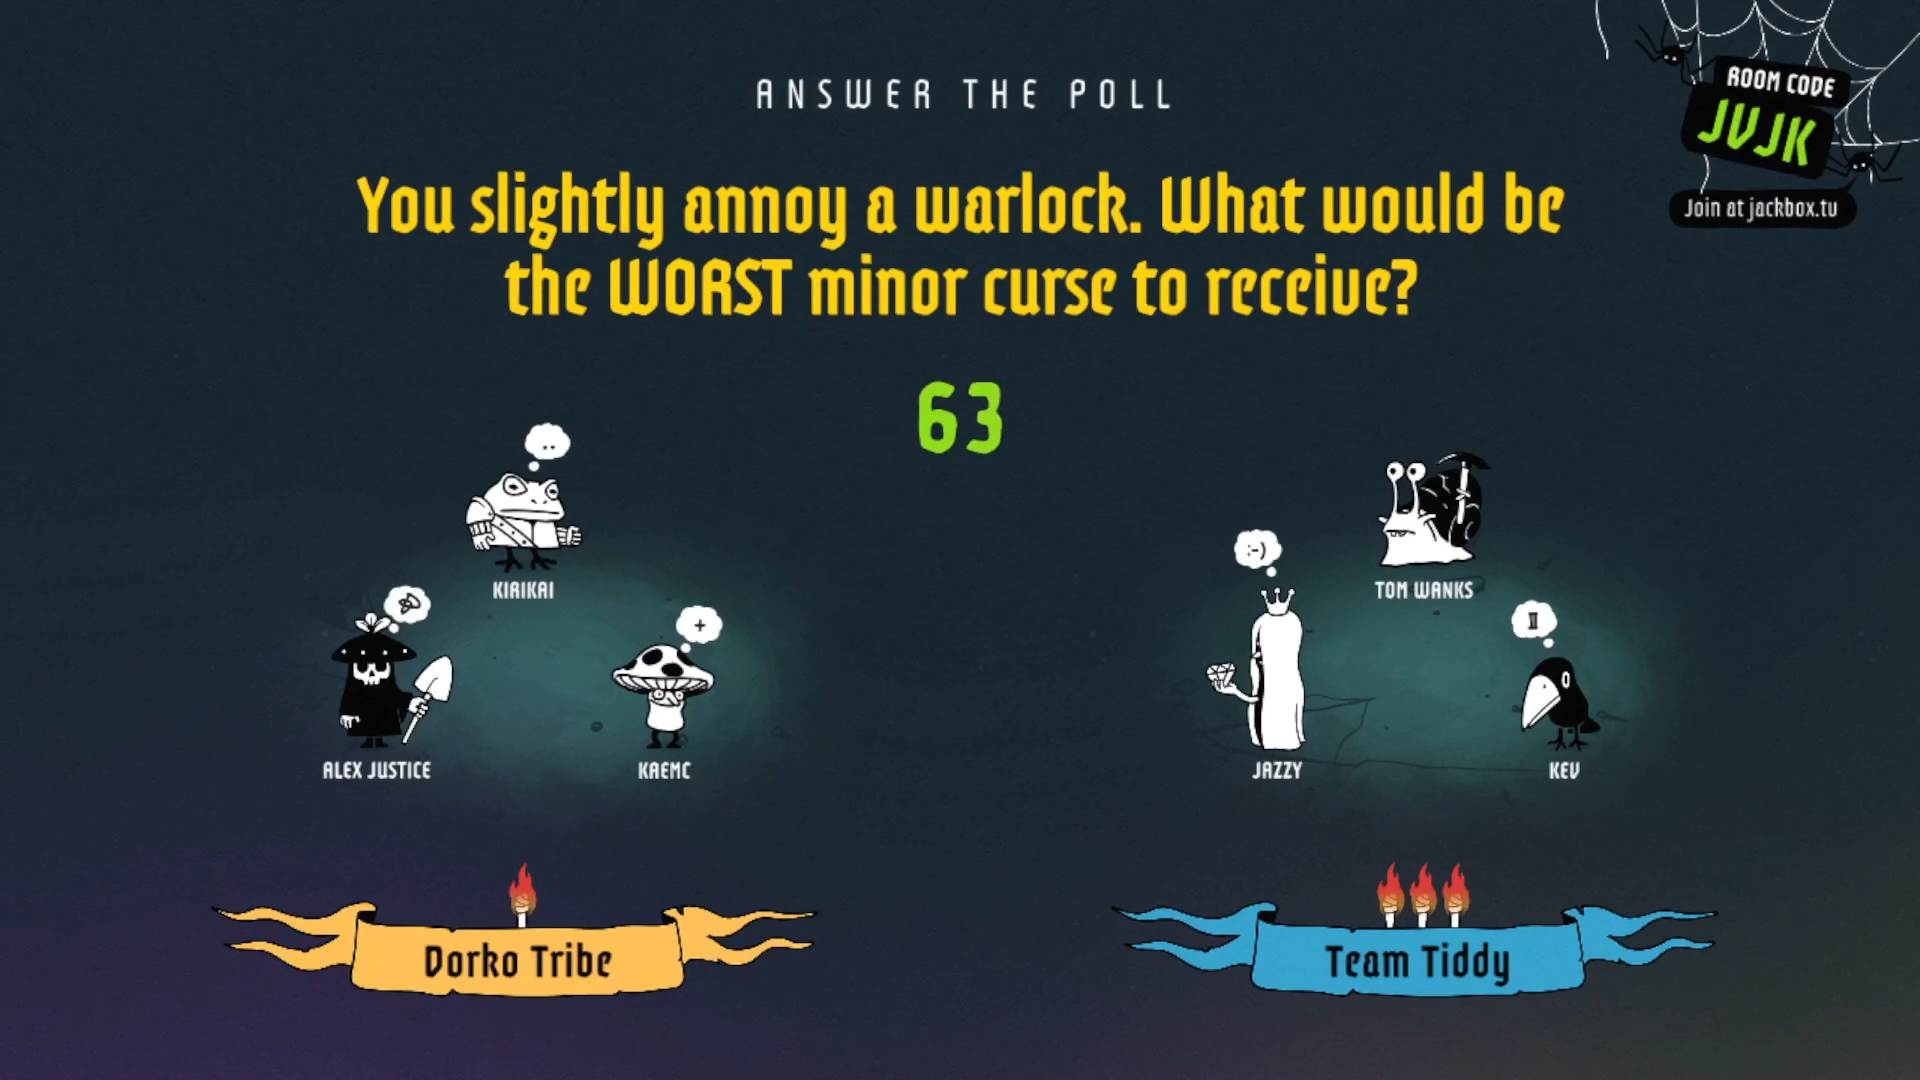 ANSWER THE POLL
ROOM CODE
JVJK
Join at jackbox.tv
You slightly annoy a warlock. What would be
the WORST minor curse to receive?
63
..
KIRIKAI
TOM WANKS
:-)
+
II
ALEX JUSTICE
KAEMC
JAZZY
KEV
Dorko Tribe
Team Tiddy